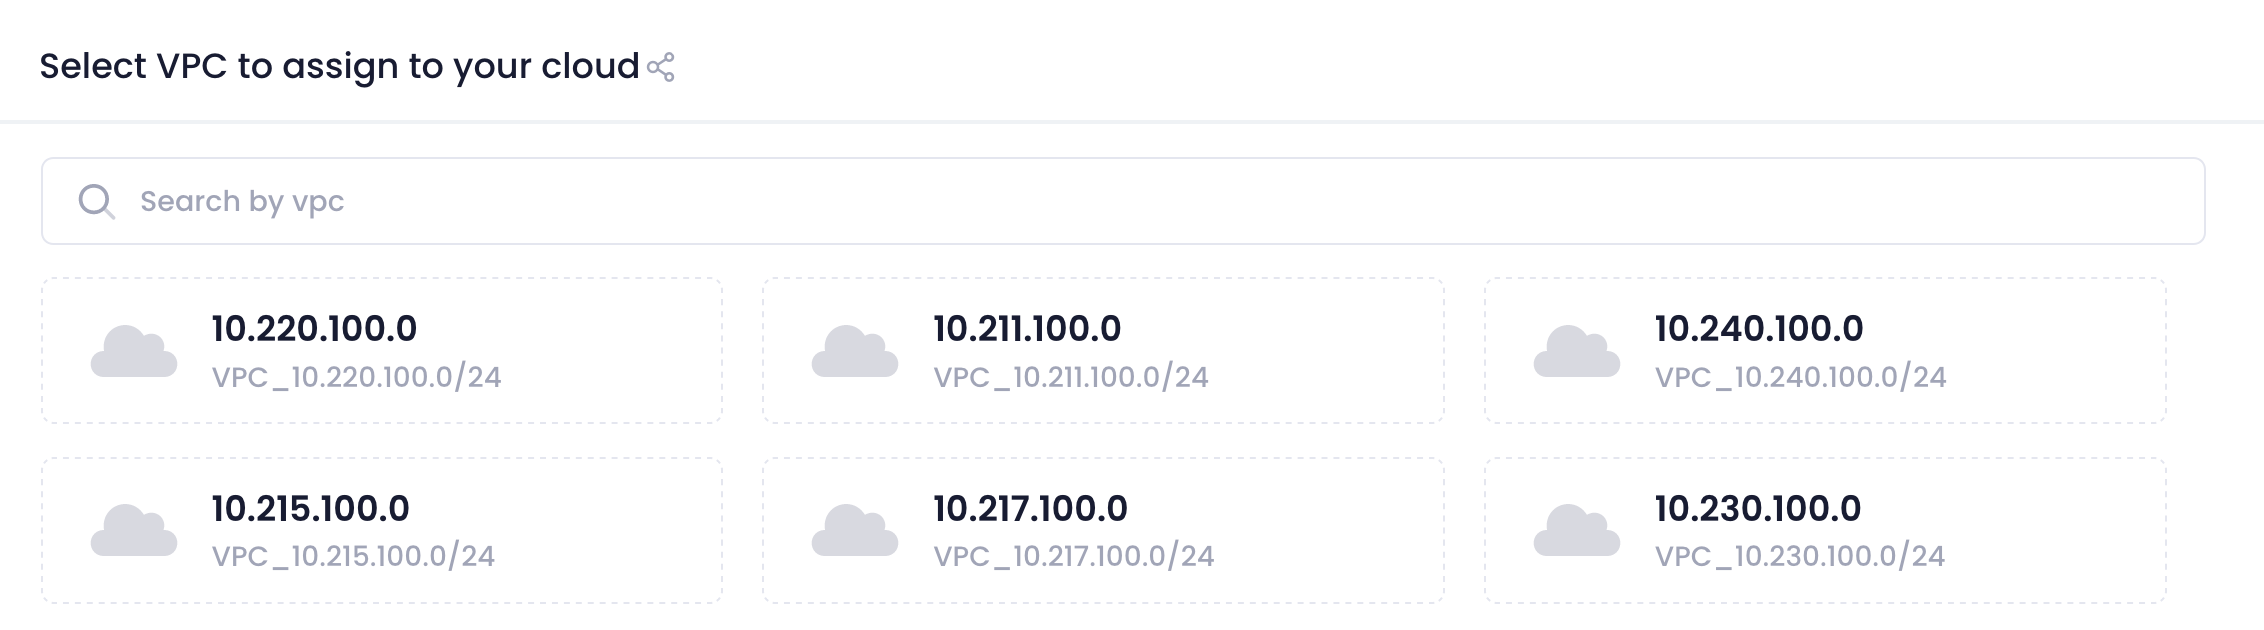 Select VPC to assign to your cloud
Search by vpc
10.220.100.0
VPC_10.220.100.0/24
10.211.100.0
VPC_10.211.100.0/24
10.240.100.0
VPC_10.240.100.0/24
10.215.100.0
VPC_10.215.100.0/24
10.217.100.0
VPC_10.217.100.0/24
10.230.100.0
VPC_10.230.100.0/24